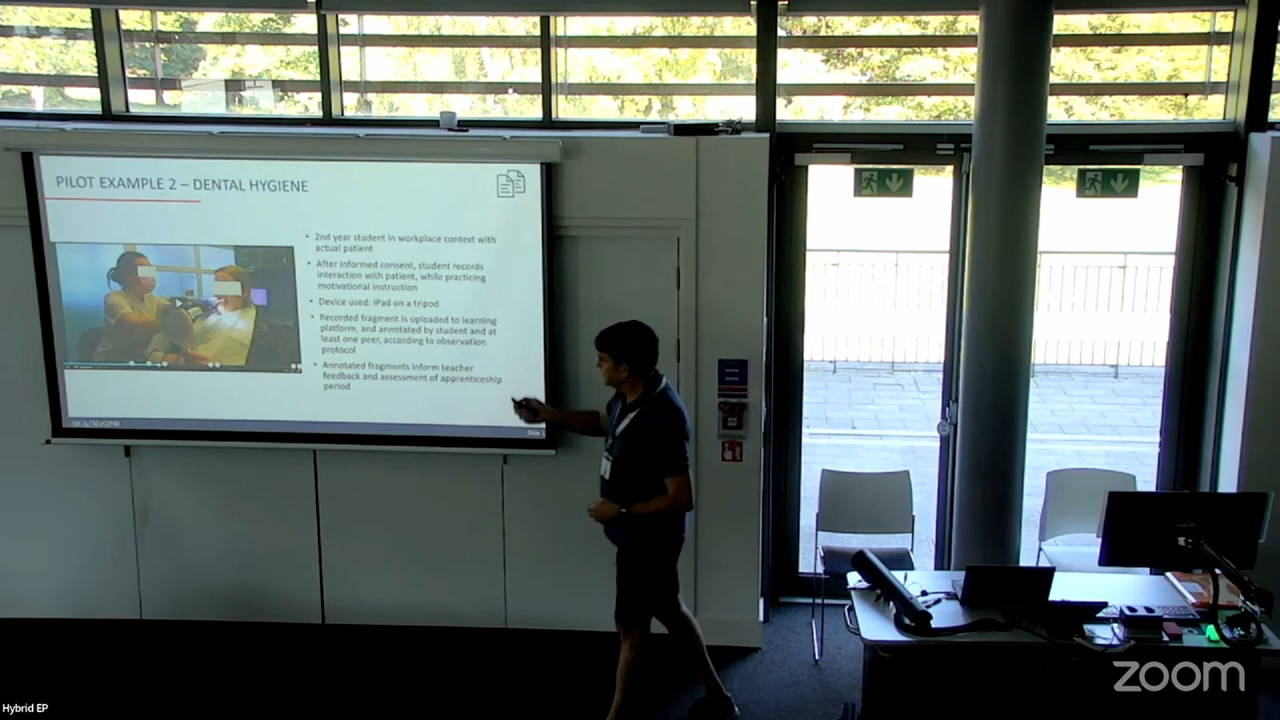 PILOT EXAMPLE 2 – DENTAL HYGIENE
• 2nd year student in workplace context with
actual patient
• After informed consent, student records
interaction with patient, while practicing
motivational instruction
• Device used: iPad on a tripod
• Recorded fragment is uploaded to learning
platform, and annotated by student and at
least one peer, according to observation
protocol
• Annotated fragments inform teacher
feedback and assessment of apprenticeship
period
Slide
zoom
Hybrid EP